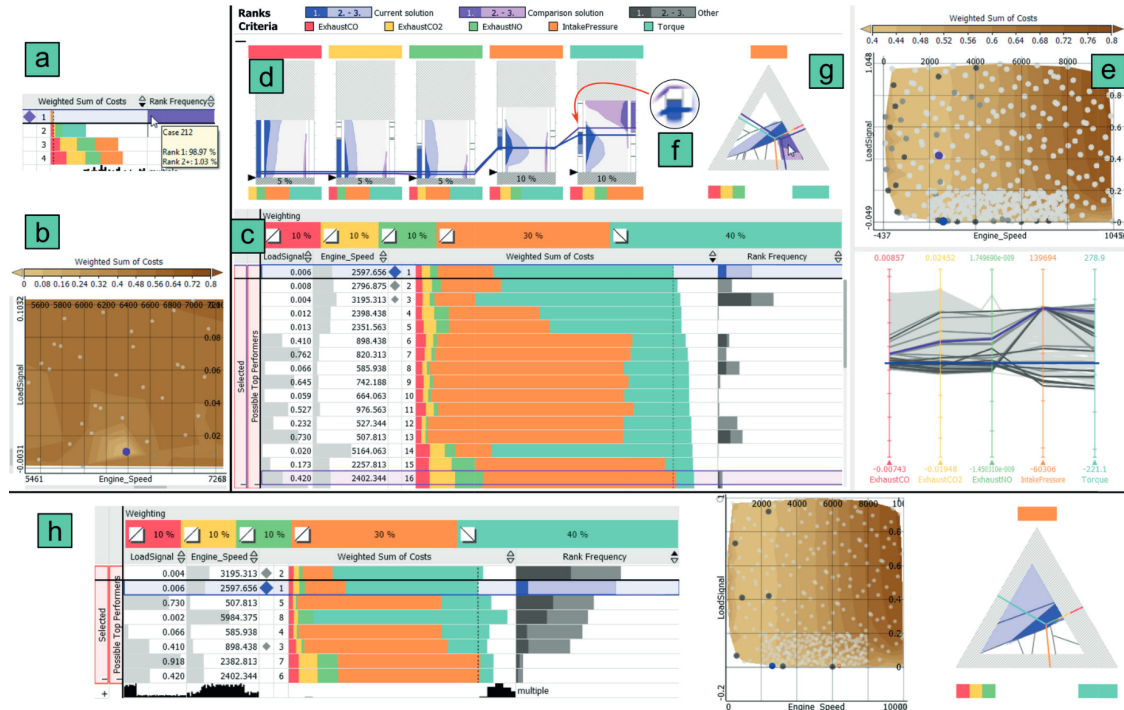 Ranks
1. 2. - 3. Current solution
1. 2. - 3. Comparison solution
1. 2. - 3. Other
Criteria
ExhaustCO
ExhaustCO2
ExhaustNO
IntakePressure
Torque
a
Weighted Sum of Costs
Rank Frequency
1
2
3
4
Case 212
Rank 1: 98.97 %
Rank 2+: 1.03 %
b
Weighted Sum of Costs
0 0.08 0.16 0.24 0.32 0.4 0.48 0.56 0.64 0.72 0.8
5600 5800 6000 6200 6400 6600 6800 7000
0.1032
0.08
0.06
0.04
0.02
-0.0031
LoadSignal
5461 Engine_Speed 7263
d
5 %
5 %
5 %
10 %
10 %
f
g
c
Weighting
10 % 10 % 10 % 30 % 40 %
LoadSignal Engine_Speed Weighted Sum of Costs Rank Frequency
Selected
Possible Top Performers
0.006 2597.656 1
0.008 2796.875 2
0.004 3195.313 3
0.012 2398.438 4
0.013 2351.563 5
0.410 898.438 6
0.762 820.313 7
0.066 585.938 8
0.645 742.188 9
0.059 664.063 10
0.527 976.563 11
0.232 527.344 12
0.730 507.813 13
0.020 5164.063 14
0.173 2257.813 15
0.420 2402.344 16
e
Weighted Sum of Costs
0.4 0.44 0.48 0.52 0.56 0.6 0.64 0.68 0.72 0.76 0.8
0 2000 4000 6000 8000
1.048
0.8
0.6
0.4
0.2
0
-0.049
LoadSignal
-437 Engine_Speed
0.00857 0.02452 1.749690e-009 139694 278.9
-0.00743 -0.01948 -1.450310e-009 -60306 -221.1
ExhaustCO ExhaustCO2 ExhaustNO IntakePressure Torque
h
Weighting
10 % 10 % 10 % 30 % 40 %
LoadSignal Engine_Speed Weighted Sum of Costs Rank Frequency
Selected
Possible Top Performers
0.004 3195.313 2
0.006 2597.656 1
0.730 507.813 5
0.002 5984.375 8
0.066 585.938 4
0.410 898.438 3
0.918 2382.813 7
0.420 2402.344 6
+
multiple
0 2000 4000 6000 8000
0.8
0.6
0.4
0.2
0
-0.2
LoadSignal
0 Engine_Speed 10000